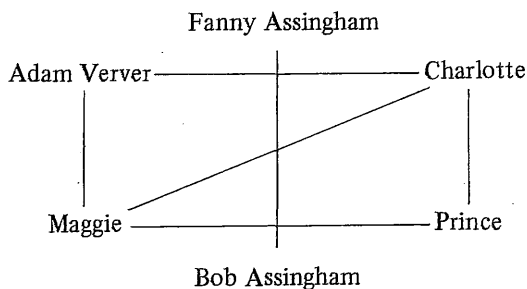 Fanny Assingham
Adam Verver Charlotte
Maggie Prince
Bob Assingham